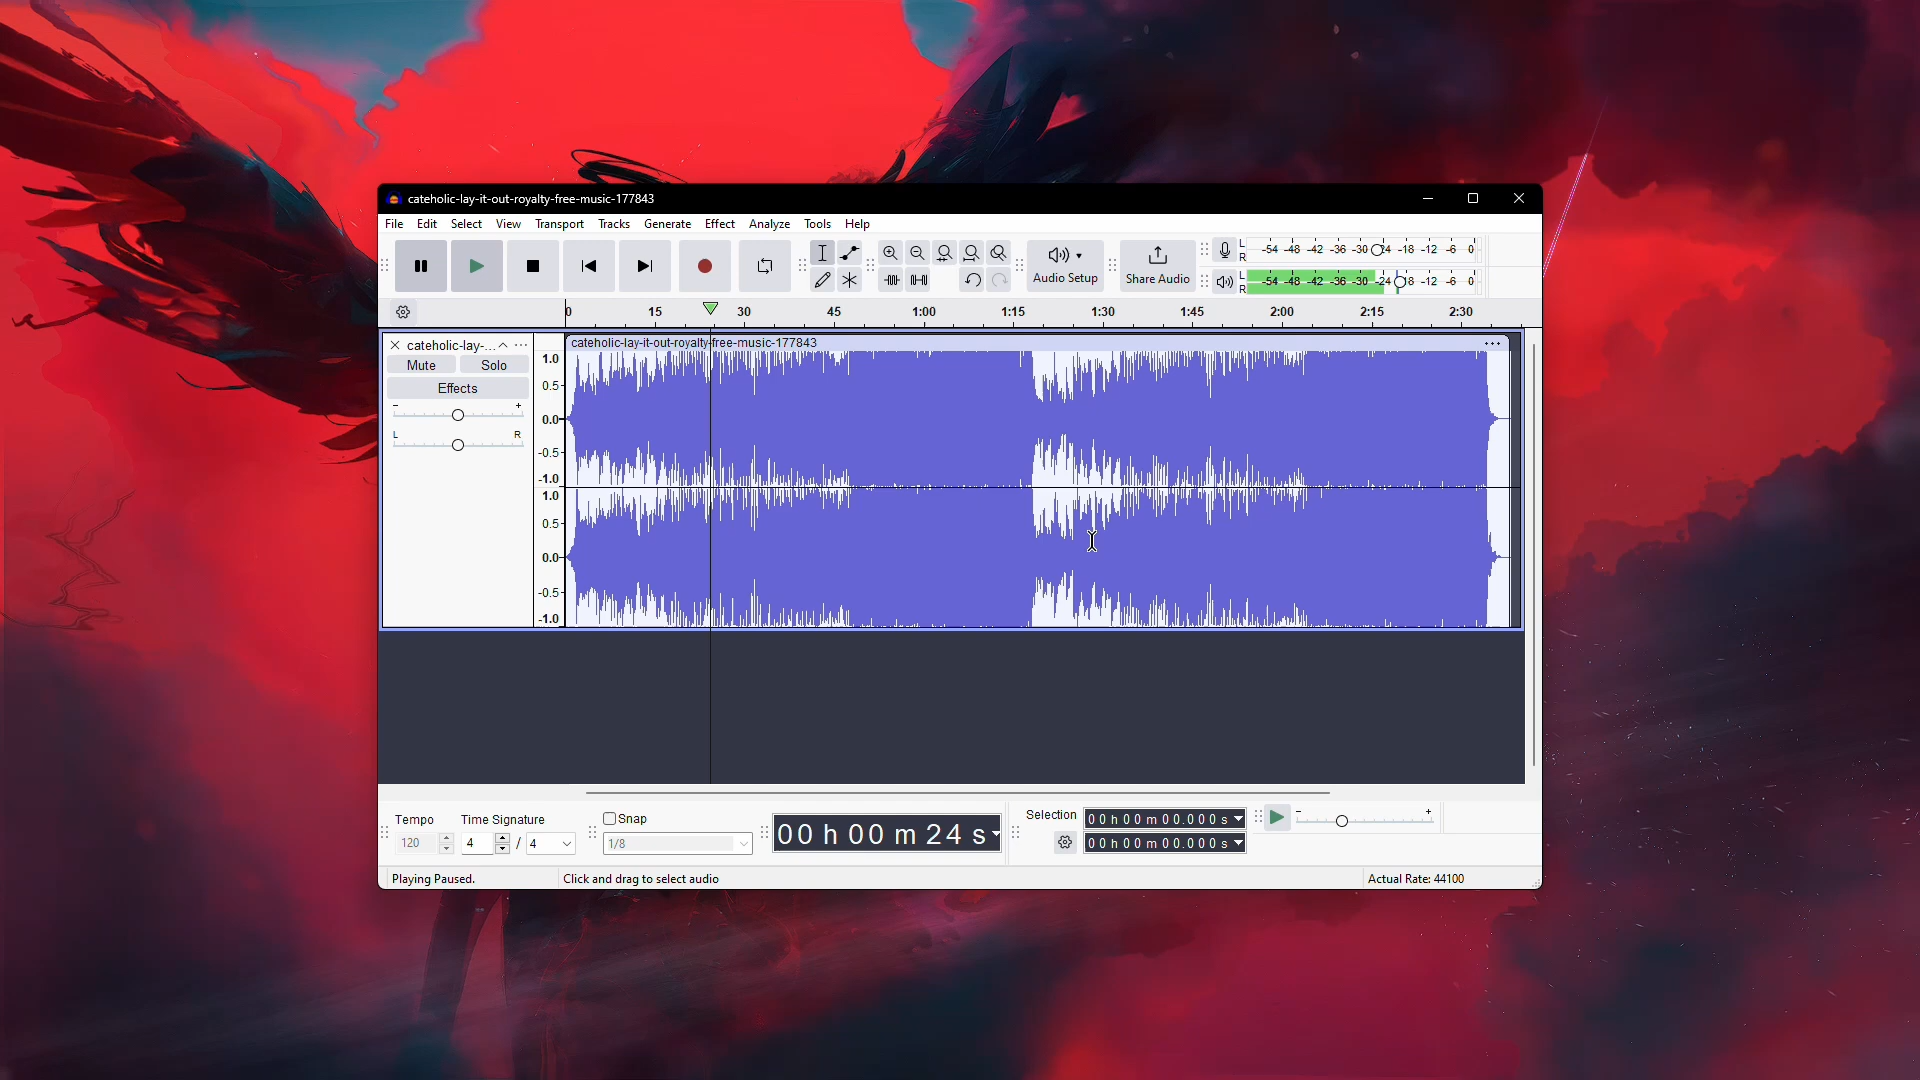 cateholic-lay-it-out-royalty-free-music-177843
File Edit Select View Transport Tracks Generate Effect Analyze Tools Help
Audio Setup
Share Audio
L
R
-54 -48 -42 -36 -30 24 -18 -12 -6 0
L
R
-54 -48 -42 -36 -30 -24 18 -12 -6 0
0 15 30 45 1:00 1:15 1:30 1:45 2:00 2:15 2:30
cateholic-lay-...
Mute Solo
Effects
- +
L R
cateholic-lay-it-out-royalty-free-music-177843
1.0
0.5
0.0
-0.5
-1.0
1.0
0.5
0.0
-0.5
-1.0
Tempo
120
Time Signature
4 / 4
Snap
1/8
00 h 00 m 24 s
Selection
00 h 00 m 00.000 s
00 h 00 m 00.000 s
- +
Playing Paused.
Click and drag to select audio
Actual Rate: 44100